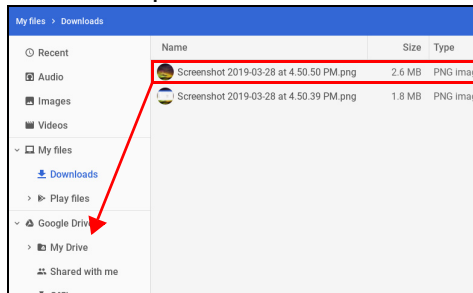 My files > Downloads
Name Size Type
Recent
Screenshot 2019-03-28 at 4.50.50 PM.png 2.6 MB PNG imag
Audio
Screenshot 2019-03-28 at 4.50.39 PM.png 1.8 MB PNG imag
Images
Videos
My files
Downloads
Play files
Google Drive
My Drive
Shared with me